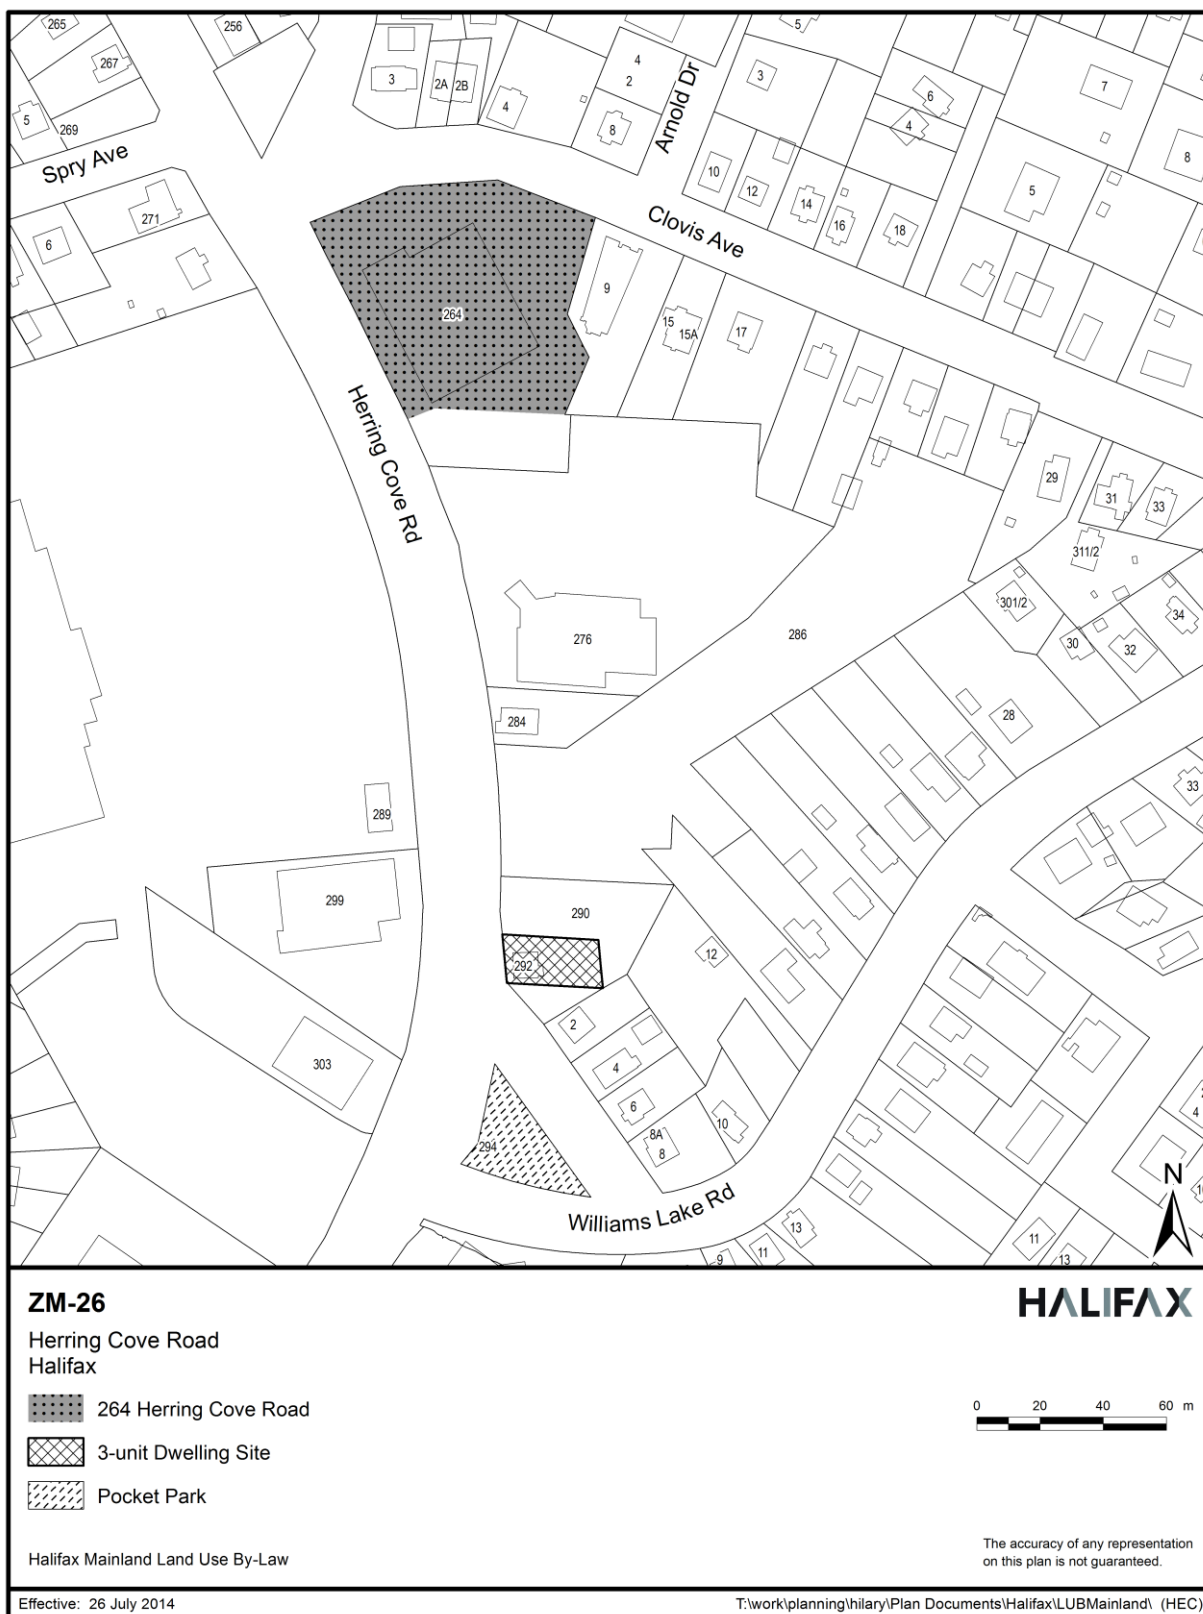 265
256
267
5
269
Spry Ave
6
271
3
2A
2B
4
4
2
8
Arnold Dr
5
3
6
4
7
8
5
10
12
14
16
18
Clovis Ave
264
9
15
15A
17
Herring Cove Rd
29
31
33
311/2
301/2
34
30
32
276
286
284
28
33
289
299
290
292
12
2
4
6
8A
8
10
303
294
Williams Lake Rd
4
13
11
9
11
13
N
ZM-26
Herring Cove Road
Halifax
264 Herring Cove Road
3-unit Dwelling Site
Pocket Park
Halifax Mainland Land Use By-Law
HALIFAX
0 20 40 60 m
The accuracy of any representation
on this plan is not guaranteed.
Effective: 26 July 2014
T:\work\planning\hilary\Plan Documents\Halifax\LUBMainland\ (HEC)